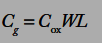 C_g = C_ox WL